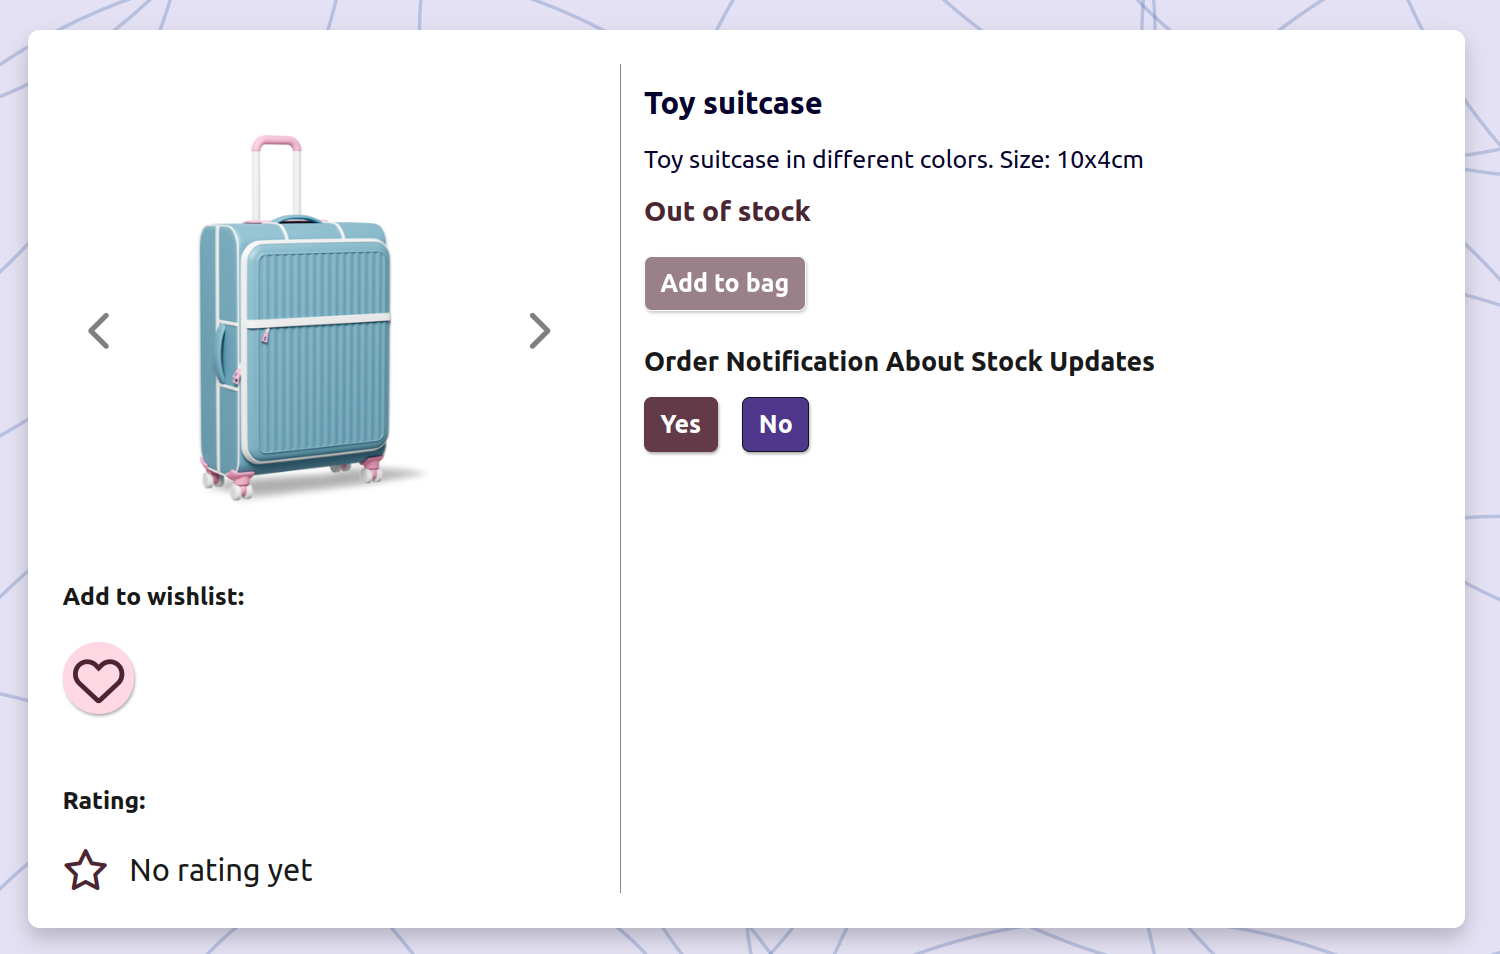 Toy suitcase
Toy suitcase in different colors. Size: 10x4cm
Out of stock
Add to bag
Order Notification About Stock Updates
Yes No
Add to wishlist:
Rating:
No rating yet